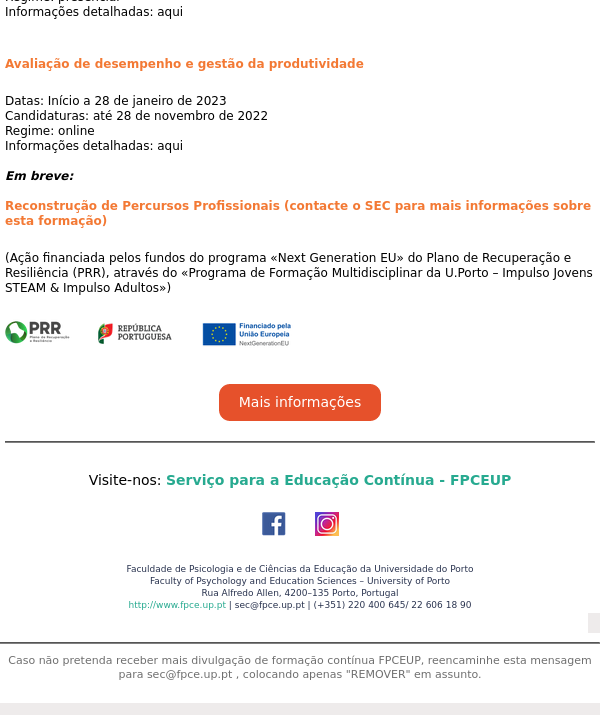 Regime: presencial
Informações detalhadas: aqui
Avaliação de desempenho e gestão da produtividade
Datas: Início a 28 de janeiro de 2023
Candidaturas: até 28 de novembro de 2022
Regime: online
Informações detalhadas: aqui
Em breve:
Reconstrução de Percursos Profissionais (contacte o SEC para mais informações sobre
esta formação)
(Ação financiada pelos fundos do programa «Next Generation EU» do Plano de Recuperação e
Resiliência (PRR), através do «Programa de Formação Multidisciplinar da U.Porto – Impulso Jovens
STEAM & Impulso Adultos»)
PRR
Plano de Recuperação
e Resiliência
REPÚBLICA
PORTUGUESA
Financiado pela
União Europeia
NextGenerationEU
Mais informações
Visite-nos: Serviço para a Educação Contínua - FPCEUP
Faculdade de Psicologia e de Ciências da Educação da Universidade do Porto
Faculty of Psychology and Education Sciences – University of Porto
Rua Alfredo Allen, 4200–135 Porto, Portugal
http://www.fpce.up.pt | sec@fpce.up.pt | (+351) 220 400 645/ 22 606 18 90
Caso não pretenda receber mais divulgação de formação contínua FPCEUP, reencaminhe esta mensagem
para sec@fpce.up.pt , colocando apenas "REMOVER" em assunto.